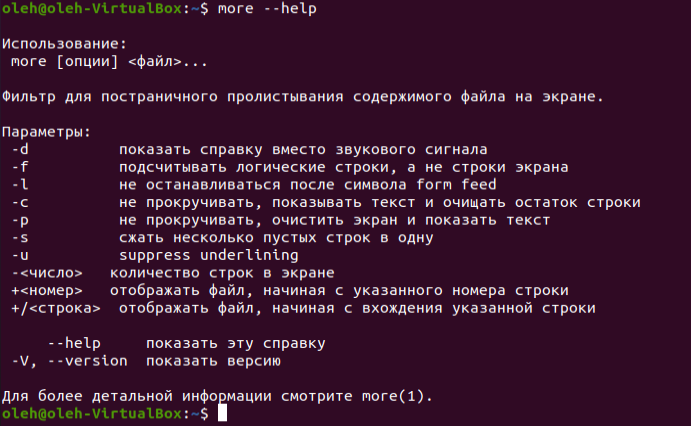 oleh@oleh-VirtualBox:~$ more --help
Использование:
more [опции] <файл>...
Фильтр для постраничного пролистывания содержимого файла на экране.
Параметры:
-d показать справку вместо звукового сигнала
-f подсчитывать логические строки, а не строки экрана
-l не останавливаться после символа form feed
-c не прокручивать, показывать текст и очищать остаток строки
-p не прокручивать, очистить экран и показать текст
-s сжать несколько пустых строк в одну
-u suppress underlining
-<число> количество строк в экране
+<номер> отображать файл, начиная с указанного номера строки
+/<строка> отображать файл, начиная с вхождения указанной строки
--help показать эту справку
-V, --version показать версию
Для более детальной информации смотрите more(1).
oleh@oleh-VirtualBox:~$